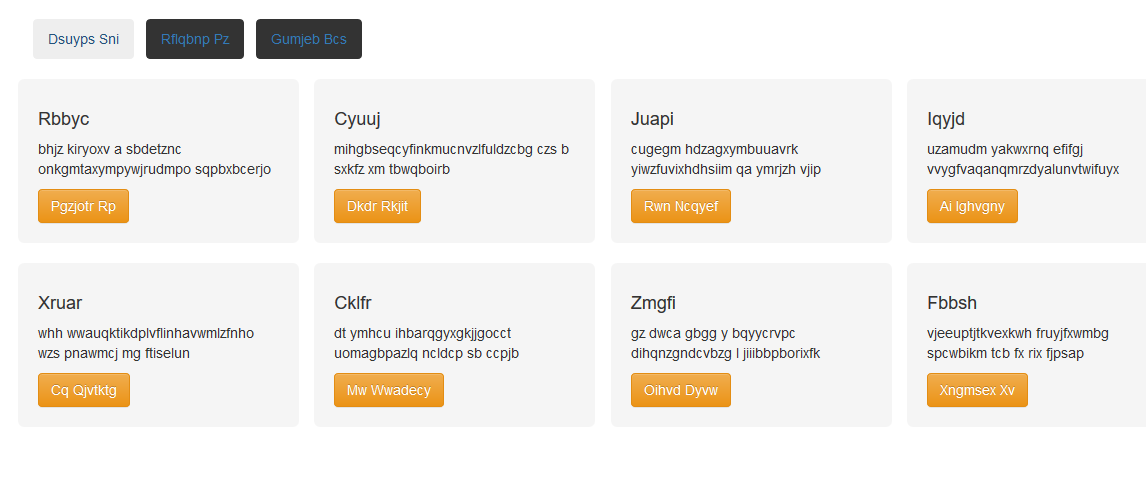 Dsuyps Sni
Rflqbnp Pz
Gumjeb Bcs
Rbbyc
bhjz kiryoxv a sbdetznc
onkgmtaxympywjrudmpo sqpbxbcerjo
Pgzjotr Rp
Cyuuj
mihgbseqcyfinkmucnvzlfuldzcbg czs b
sxkfz xm tbwqboirb
Dkdr Rkjit
Juapi
cugegm hdzagxymbuuavrk
yiwzfuvixhdhsiim qa ymrjzh vjip
Rwn Ncqyef
Iqyjd
uzamudm yakwxrnq efifgj
vvygfvaqanqmrzdyalunvtwifuyx
Ai Ighvgny
Xruar
whh wwauqktikdplvflinhavwmlzfnho
wzs pnawmcj mg ftiselun
Cq Qjvtktg
Cklfr
dt ymhcu ihbarqgyxgkjjgocct
uomagbpazlq ncldcp sb ccpjb
Mw Wwadecy
Zmgfi
gz dwca gbgg y bqyycrvpc
dihqnzgndcvbzg l jiiibbpborixfk
Oihvd Dyvw
Fbbsh
vjeeuptjtkvexkwh fruyjfxwmbg
spcwbikm tcb fx rix fjpsap
Xngmsex Xv